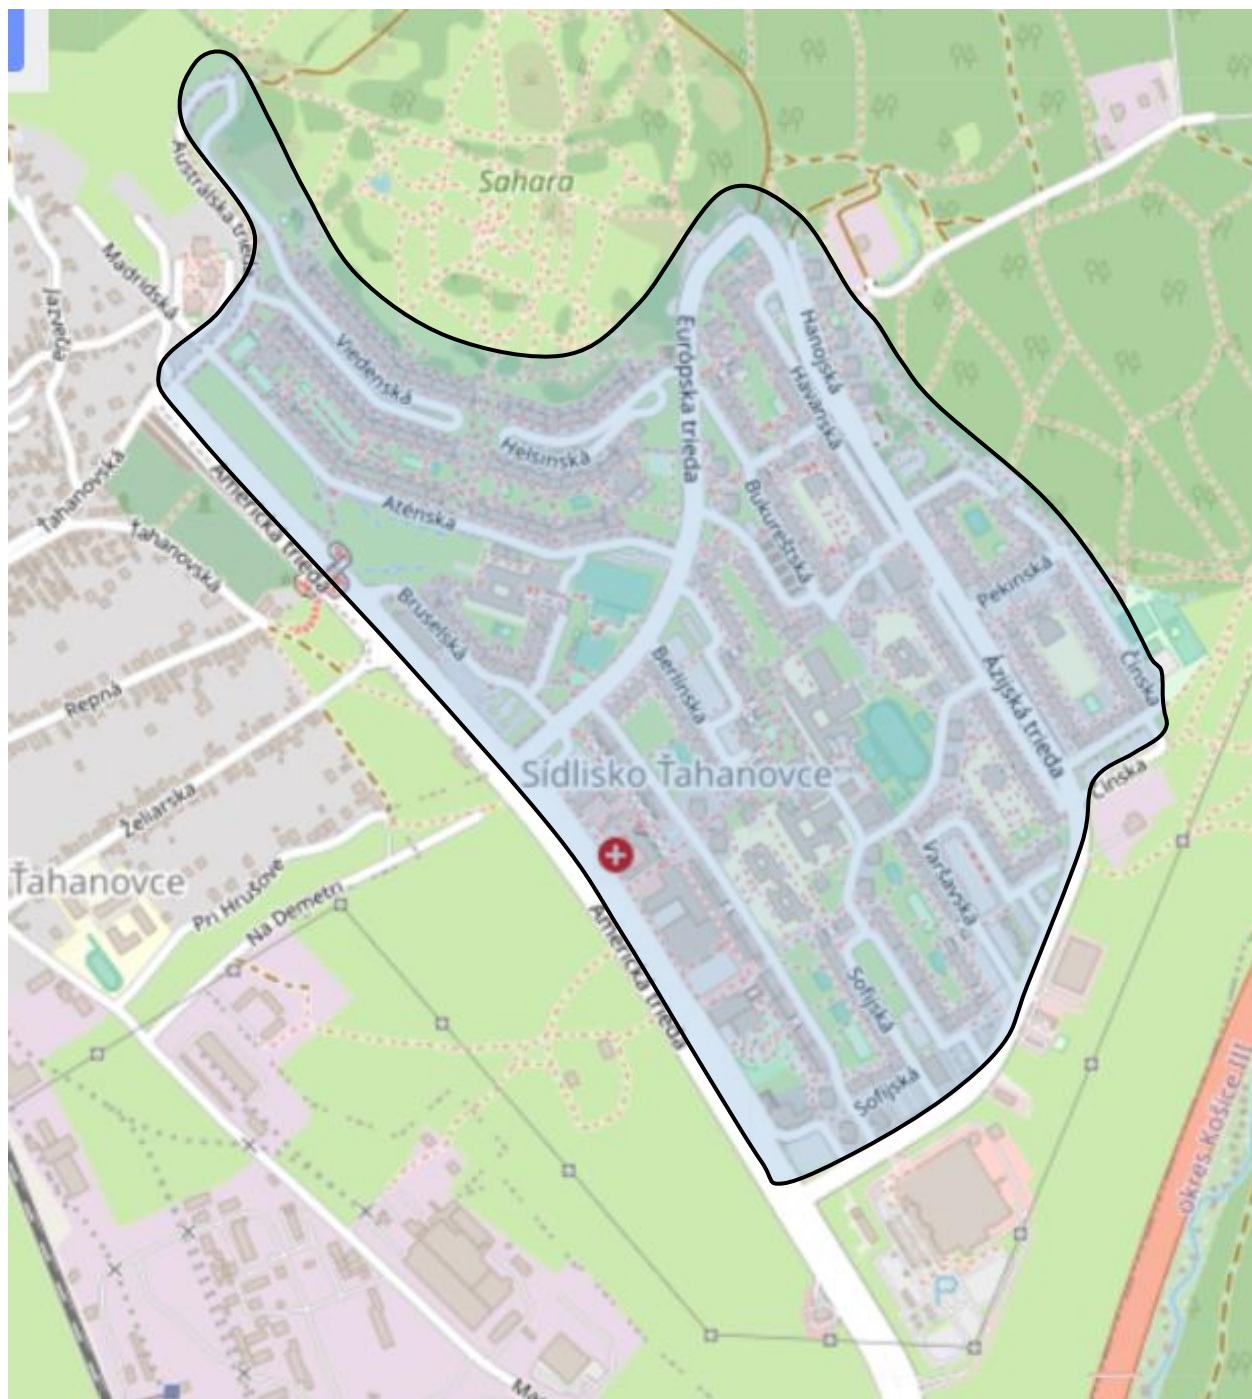 Sahara
Austrálska trieda
Madridská
Jazvečia
Hanojská
Európska trieda
Viedenská
Havanská
Helsinská
Ťahanovská
Americká trieda
Bukureštská
Aténska
Ťahanovská
Pekinská
Bruselská
Berlínska
Čínska
Repná
Ázijská trieda
Sídlisko Ťahanovce
Čínska
Želiarska
Varšavská
Ťahanovce
Pri Hrušove
Na Demetri
Americká trieda
Sofijská
Sofijská
okres Košice III
P